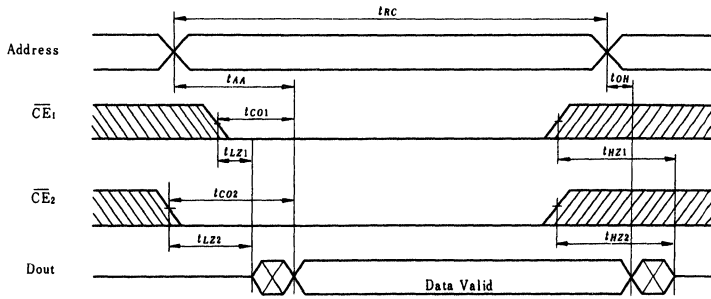 tRC
Address
tAA
tOH
CE1
tCO1
tLZ1
tHZ1
CE2
tCO2
tLZ2
tHZ2
Dout
Data Valid